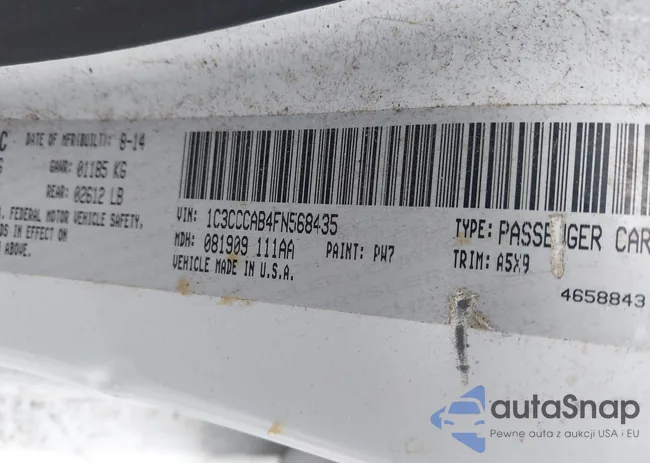 C DATE OF MFR(BUILT): 8-14
GAWR: 01185 KG
REAR: 02612 LB
. FEDERAL MOTOR VEHICLE SAFETY,
DS IN EFFECT ON
ABOVE.
VIN: 1C3CCCAB4FN568435
MDH: 081909 111AA PAINT: PW7
VEHICLE MADE IN U.S.A.
TYPE: PASSENGER CAR
TRIM: A5X9
4658843
autaSnap
Pewne auta z aukcji USA i EU